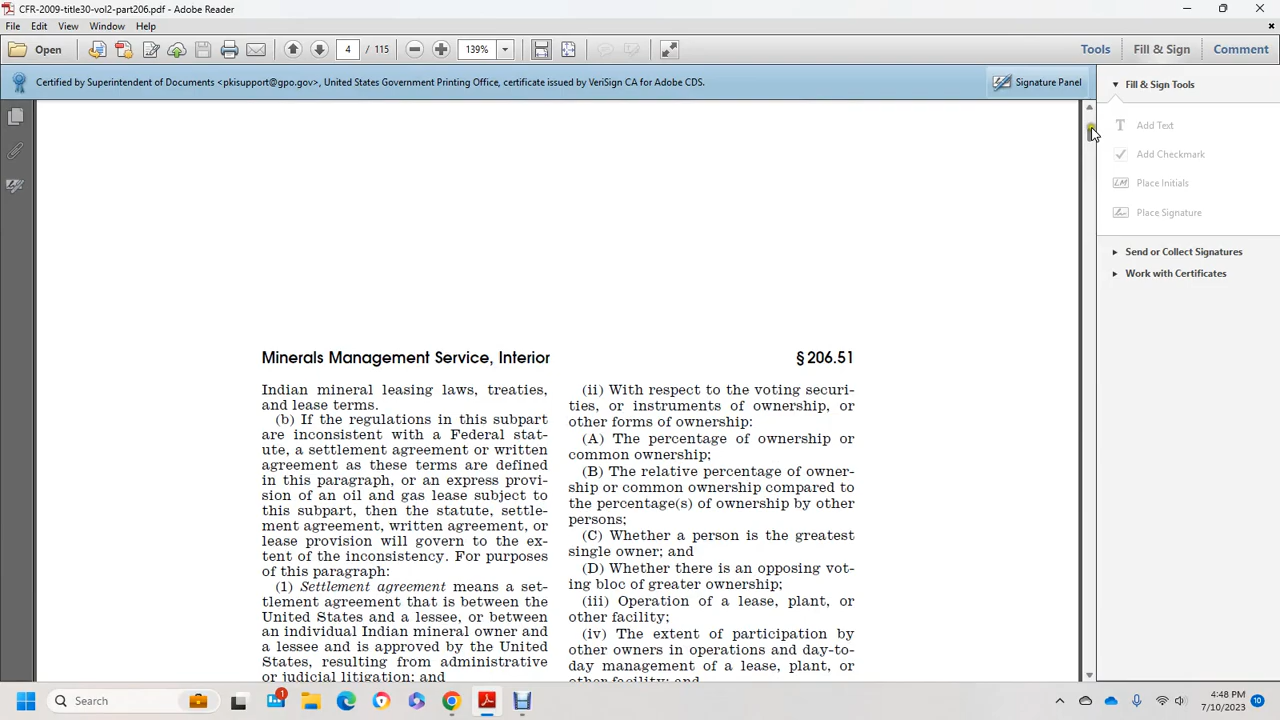 CFR-2009-title30-vol2-part206.pdf - Adobe Reader
File Edit View Window Help
Open 4 / 115 139% Tools Fill & Sign Comment
Certified by Superintendent of Documents <pkisupport@gpo.gov>, United States Government Printing Office, certificate issued by VeriSign CA for Adobe CDS.
Signature Panel
Fill & Sign Tools
T Add Text
Add Checkmark
LM Place Initials
Place Signature
Send or Collect Signatures
Work with Certificates
Minerals Management Service, Interior
§ 206.51
Indian mineral leasing laws, treaties,
and lease terms.
(b) If the regulations in this subpart
are inconsistent with a Federal stat-
ute, a settlement agreement or written
agreement as these terms are defined
in this paragraph, or an express provi-
sion of an oil and gas lease subject to
this subpart, then the statute, settle-
ment agreement, written agreement, or
lease provision will govern to the ex-
tent of the inconsistency. For purposes
of this paragraph:
(1) Settlement agreement means a set-
tlement agreement that is between the
United States and a lessee, or between
an individual Indian mineral owner and
a lessee and is approved by the United
States, resulting from administrative
or judicial litigation; and
(ii) With respect to the voting securi-
ties, or instruments of ownership, or
other forms of ownership:
(A) The percentage of ownership or
common ownership;
(B) The relative percentage of owner-
ship or common ownership compared to
the percentage(s) of ownership by other
persons;
(C) Whether a person is the greatest
single owner; and
(D) Whether there is an opposing vot-
ing bloc of greater ownership;
(iii) Operation of a lease, plant, or
other facility;
(iv) The extent of participation by
other owners in operations and day-to-
day management of a lease, plant, or
other facility; and
Search
1
4:48 PM
7/10/2023
10